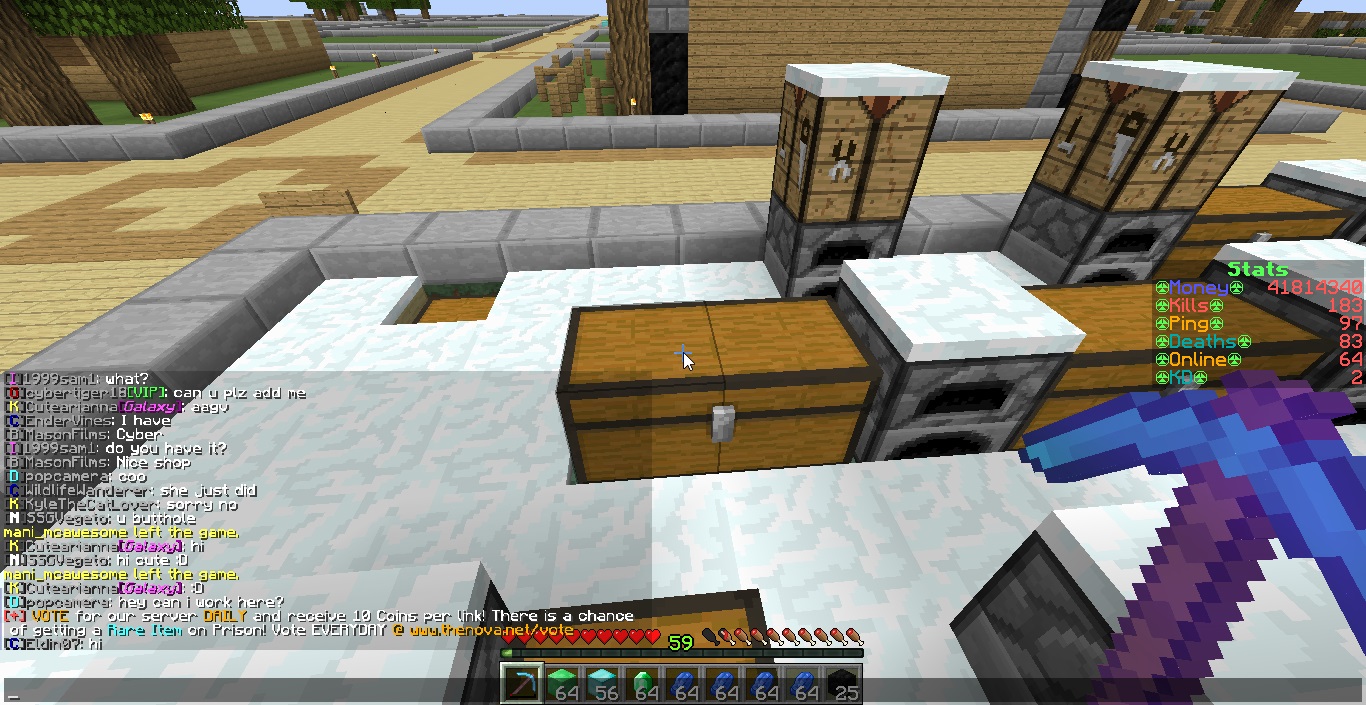 Stats
Money 41814340
Kills 183
Ping 97
Deaths 83
Online 64
KD 2
[I]1999sam1: what?
cybertiger18[VIP]: can u plz add me
[K]Cutearianna[Galaxy]: aagv
[C]EnderVines: I have
[B]MasonFilms: Cyber
[I]1999sam1: do you have it?
[B]MasonFilms: Nice shop
[D]popcamera: coo
[C]WildlifeWanderer: she just did
[K]KyleTheCatLover: sorry no
[N]SSGVegeto: u butthole
mani_mcawesome left the game.
[K]Cutearianna[Galaxy]: hi
[N]SSGVegeto: hi cute :D
mani_mcawesome left the game.
[K]Cutearianna[Galaxy]: :D
[D]popcamera: hey can i work here?
[+] VOTE for our server DAILY and receive 10 Coins per link! There is a chance
of getting a Rare Item on Prison! Vote EVERYDAY @ www.thenova.net/vote
[C]Eldin07: hi
59
64 56 64 64 64 64 64 25
_